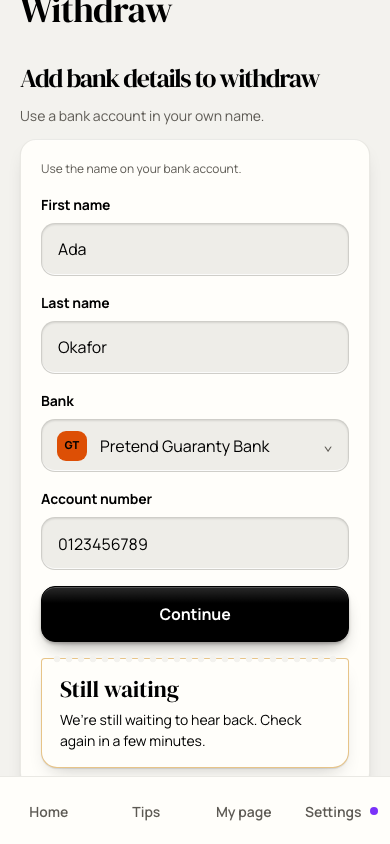 Withdraw
Add bank details to withdraw
Use a bank account in your own name.
Use the name on your bank account.
First name
Ada
Last name
Okafor
Bank
GT Pretend Guaranty Bank
Account number
0123456789
Continue
Still waiting
We're still waiting to hear back. Check
again in a few minutes.
Home Tips My page Settings